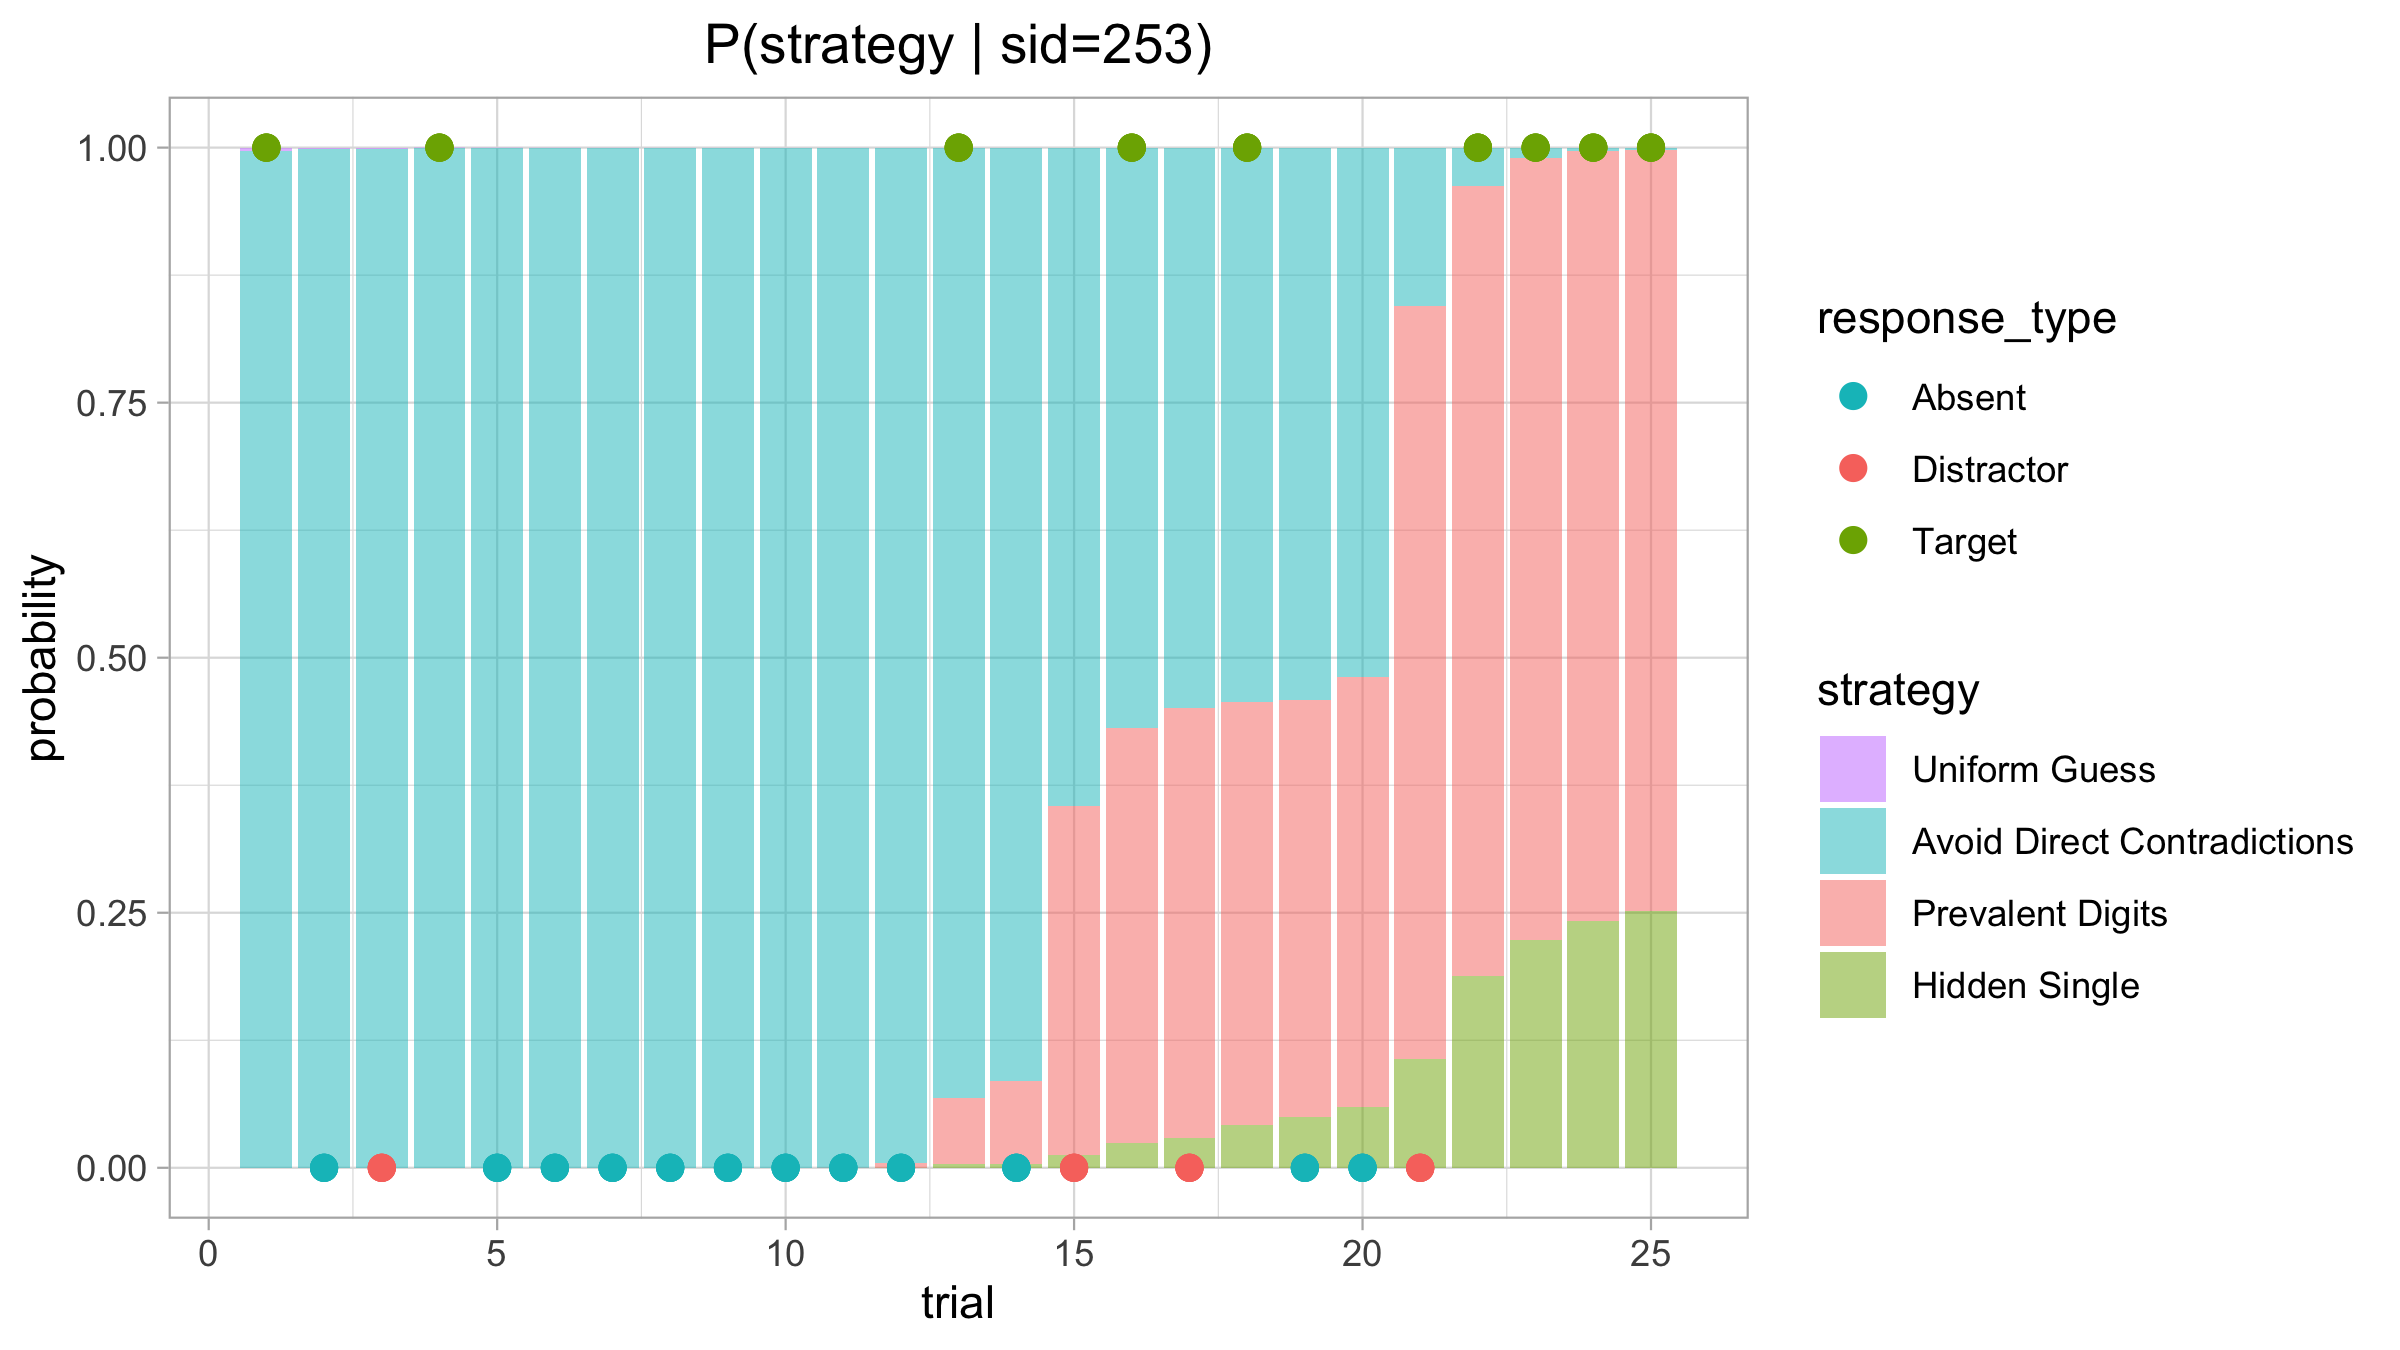 P(strategy | sid=253)
1.00
0.75
0.50
0.25
0.00
probability
0 5 10 15 20 25
trial
response_type
Absent
Distractor
Target
strategy
Uniform Guess
Avoid Direct Contradictions
Prevalent Digits
Hidden Single